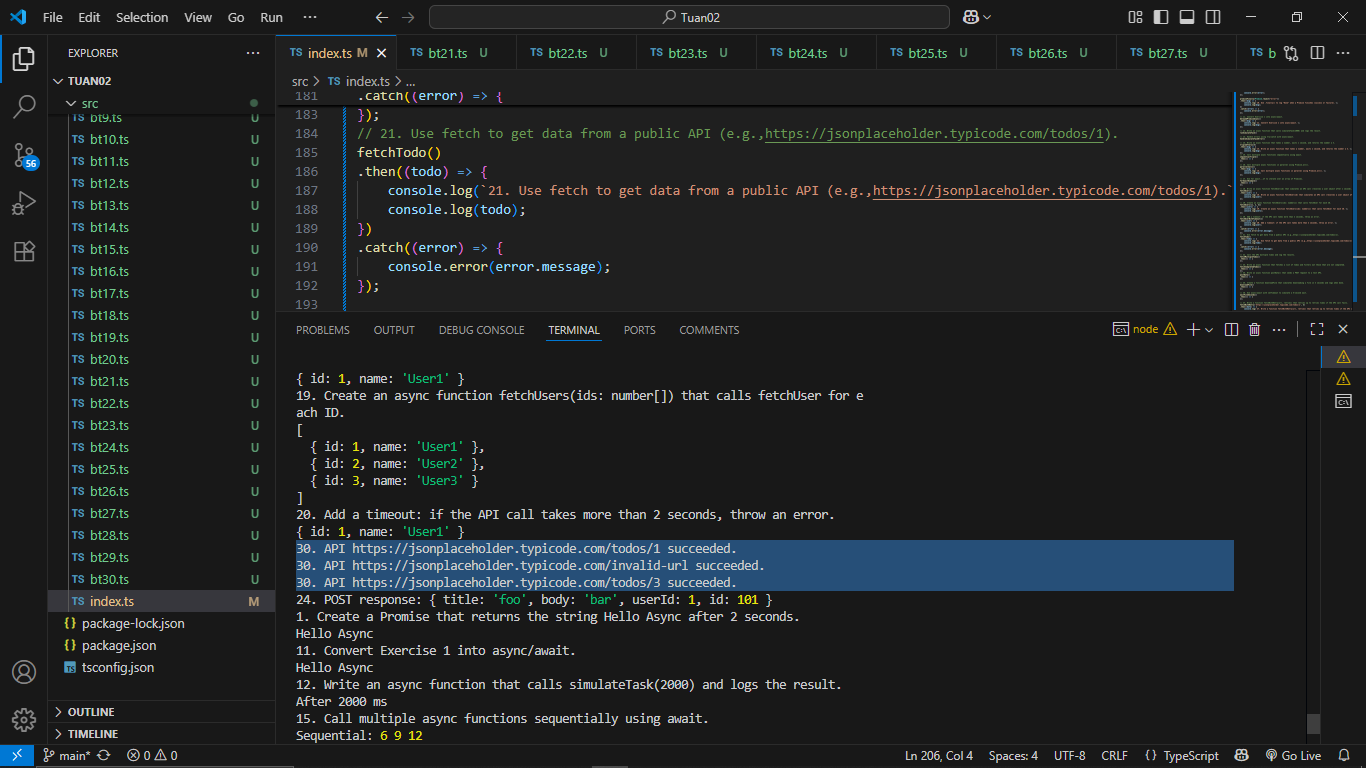 File Edit Selection View Go Run ··· Tuan02
EXPLORER ···
TUAN02
src
bt9.ts U
bt10.ts U
bt11.ts U
bt12.ts U
bt13.ts U
bt14.ts U
bt15.ts U
bt16.ts U
bt17.ts U
bt18.ts U
bt19.ts U
bt20.ts U
bt21.ts U
bt22.ts U
bt23.ts U
bt24.ts U
bt25.ts U
bt26.ts U
bt27.ts U
bt28.ts U
bt29.ts U
bt30.ts U
index.ts M
package-lock.json
package.json
tsconfig.json
OUTLINE
TIMELINE
56
TS index.ts M TS bt21.ts U TS bt22.ts U TS bt23.ts U TS bt24.ts U TS bt25.ts U TS bt26.ts U TS bt27.ts U TS b
src > TS index.ts > ...
181 .catch((error) => {
183 });
184 // 21. Use fetch to get data from a public API (e.g.,https://jsonplaceholder.typicode.com/todos/1).
185 fetchTodo()
186 .then((todo) => {
187 console.log(`21. Use fetch to get data from a public API (e.g.,https://jsonplaceholder.typicode.com/todos/1).`
188 console.log(todo);
189 })
190 .catch((error) => {
191 console.error(error.message);
192 });
193
PROBLEMS OUTPUT DEBUG CONSOLE TERMINAL PORTS COMMENTS node
{ id: 1, name: 'User1' }
19. Create an async function fetchUsers(ids: number[]) that calls fetchUser for e
ach ID.
[
{ id: 1, name: 'User1' },
{ id: 2, name: 'User2' },
{ id: 3, name: 'User3' }
]
20. Add a timeout: if the API call takes more than 2 seconds, throw an error.
{ id: 1, name: 'User1' }
30. API https://jsonplaceholder.typicode.com/todos/1 succeeded.
30. API https://jsonplaceholder.typicode.com/invalid-url succeeded.
30. API https://jsonplaceholder.typicode.com/todos/3 succeeded.
24. POST response: { title: 'foo', body: 'bar', userId: 1, id: 101 }
1. Create a Promise that returns the string Hello Async after 2 seconds.
Hello Async
11. Convert Exercise 1 into async/await.
Hello Async
12. Write an async function that calls simulateTask(2000) and logs the result.
After 2000 ms
15. Call multiple async functions sequentially using await.
Sequential: 6 9 12
main* 0 0 Ln 206, Col 4 Spaces: 4 UTF-8 CRLF {} TypeScript Go Live